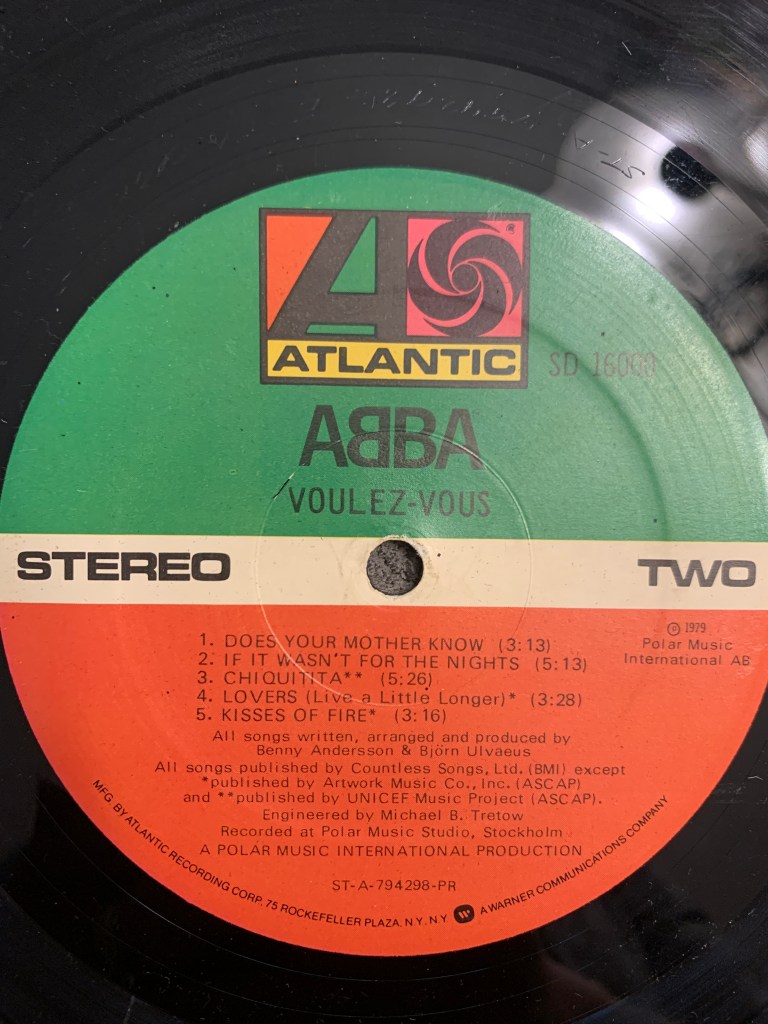 ATLANTIC
SD 16000
ABBA
VOULEZ-VOUS
STEREO
TWO
1. DOES YOUR MOTHER KNOW (3:13)
2. IF IT WASN'T FOR THE NIGHTS (5:13)
3. CHIQUITITA** (5:26)
4. LOVERS (Live a Little Longer)* (3:28)
5. KISSES OF FIRE* (3:16)
℗ 1979
Polar Music
International AB
All songs written, arranged and produced by
Benny Andersson & Björn Ulvaeus
All songs published by Countless Songs, Ltd. (BMI) except
*published by Artwork Music Co., Inc. (ASCAP)
and **published by UNICEF Music Project (ASCAP).
Engineered by Michael B. Tretow
Recorded at Polar Music Studio, Stockholm
A POLAR MUSIC INTERNATIONAL PRODUCTION
ST-A-794298-PR
MFG. BY ATLANTIC RECORDING CORP. 75 ROCKEFELLER PLAZA, N.Y. N.Y. W A WARNER COMMUNICATIONS COMPANY
ST-A